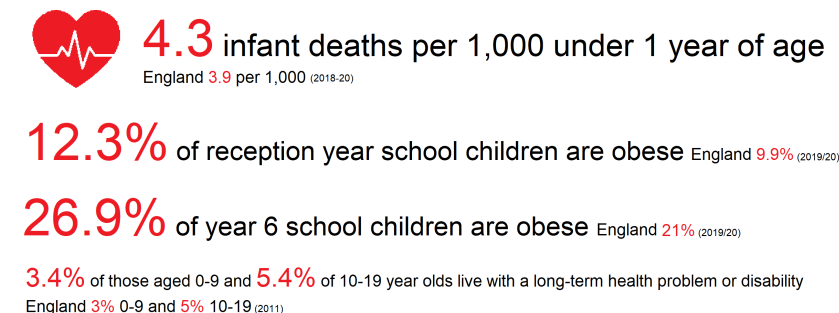 4.3 infant deaths per 1,000 under 1 year of age
England 3.9 per 1,000 (2018-20)
12.3% of reception year school children are obese England 9.9% (2019/20)
26.9% of year 6 school children are obese England 21% (2019/20)
3.4% of those aged 0-9 and 5.4% of 10-19 year olds live with a long-term health problem or disability
England 3% 0-9 and 5% 10-19 (2011)